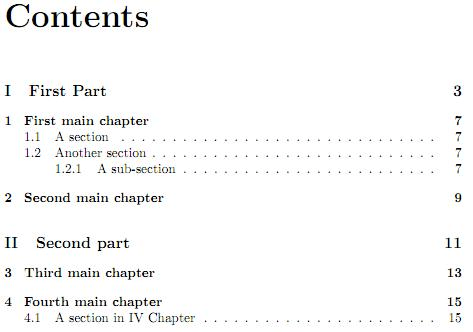 Contents
I First Part 3
1 First main chapter 7
1.1 A section . . . . . . . . . . . . . . . . . . . . . . . . . . . 7
1.2 Another section . . . . . . . . . . . . . . . . . . . . . . . . 7
1.2.1 A sub-section . . . . . . . . . . . . . . . . . . . . . . 7
2 Second main chapter 9
II Second part 11
3 Third main chapter 13
4 Fourth main chapter 15
4.1 A section in IV Chapter . . . . . . . . . . . . . . . . . . . . 15